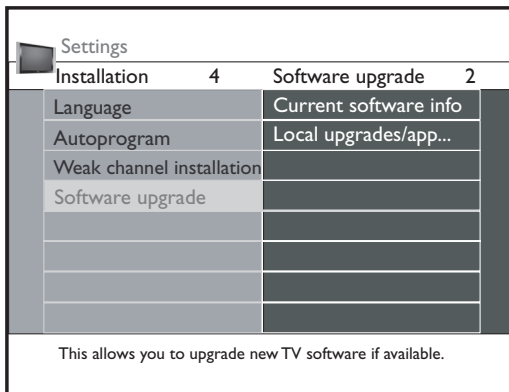 Settings
Installation 4 Software upgrade 2
Language Current software info
Autoprogram Local upgrades/app...
Weak channel installation
Software upgrade
This allows you to upgrade new TV software if available.